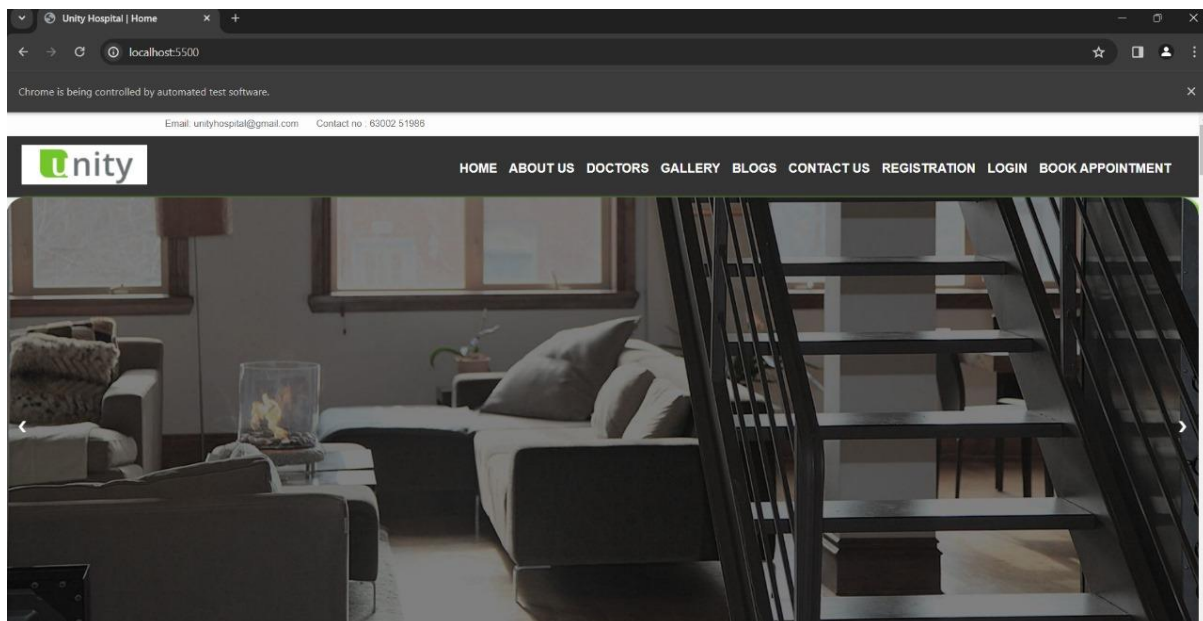 Unity Hospital | Home
localhost:5500
Chrome is being controlled by automated test software.
Email: unityhospital@gmail.com Contact no : 63002 51986
unity
HOME ABOUT US DOCTORS GALLERY BLOGS CONTACT US REGISTRATION LOGIN BOOK APPOINTMENT